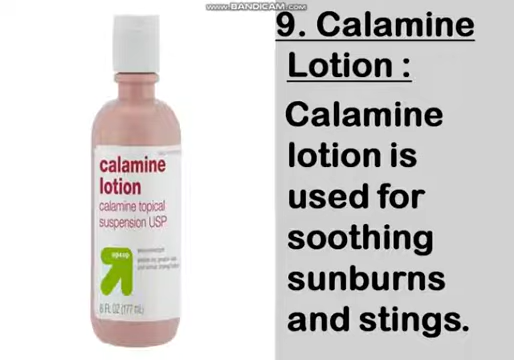 www.BANDICAM.com
9. Calamine
Lotion :
Calamine
lotion is
used for
soothing
sunburns
and stings.
calamine
lotion
calamine topical
suspension USP
up&up
6 FL OZ (177 mL)